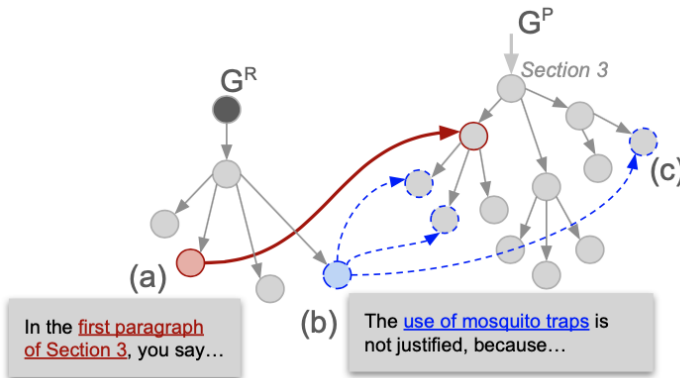 G^P
Section 3
G^R
(c)
(a)
(b)
In the first paragraph
of Section 3, you say…
The use of mosquito traps is
not justified, because…